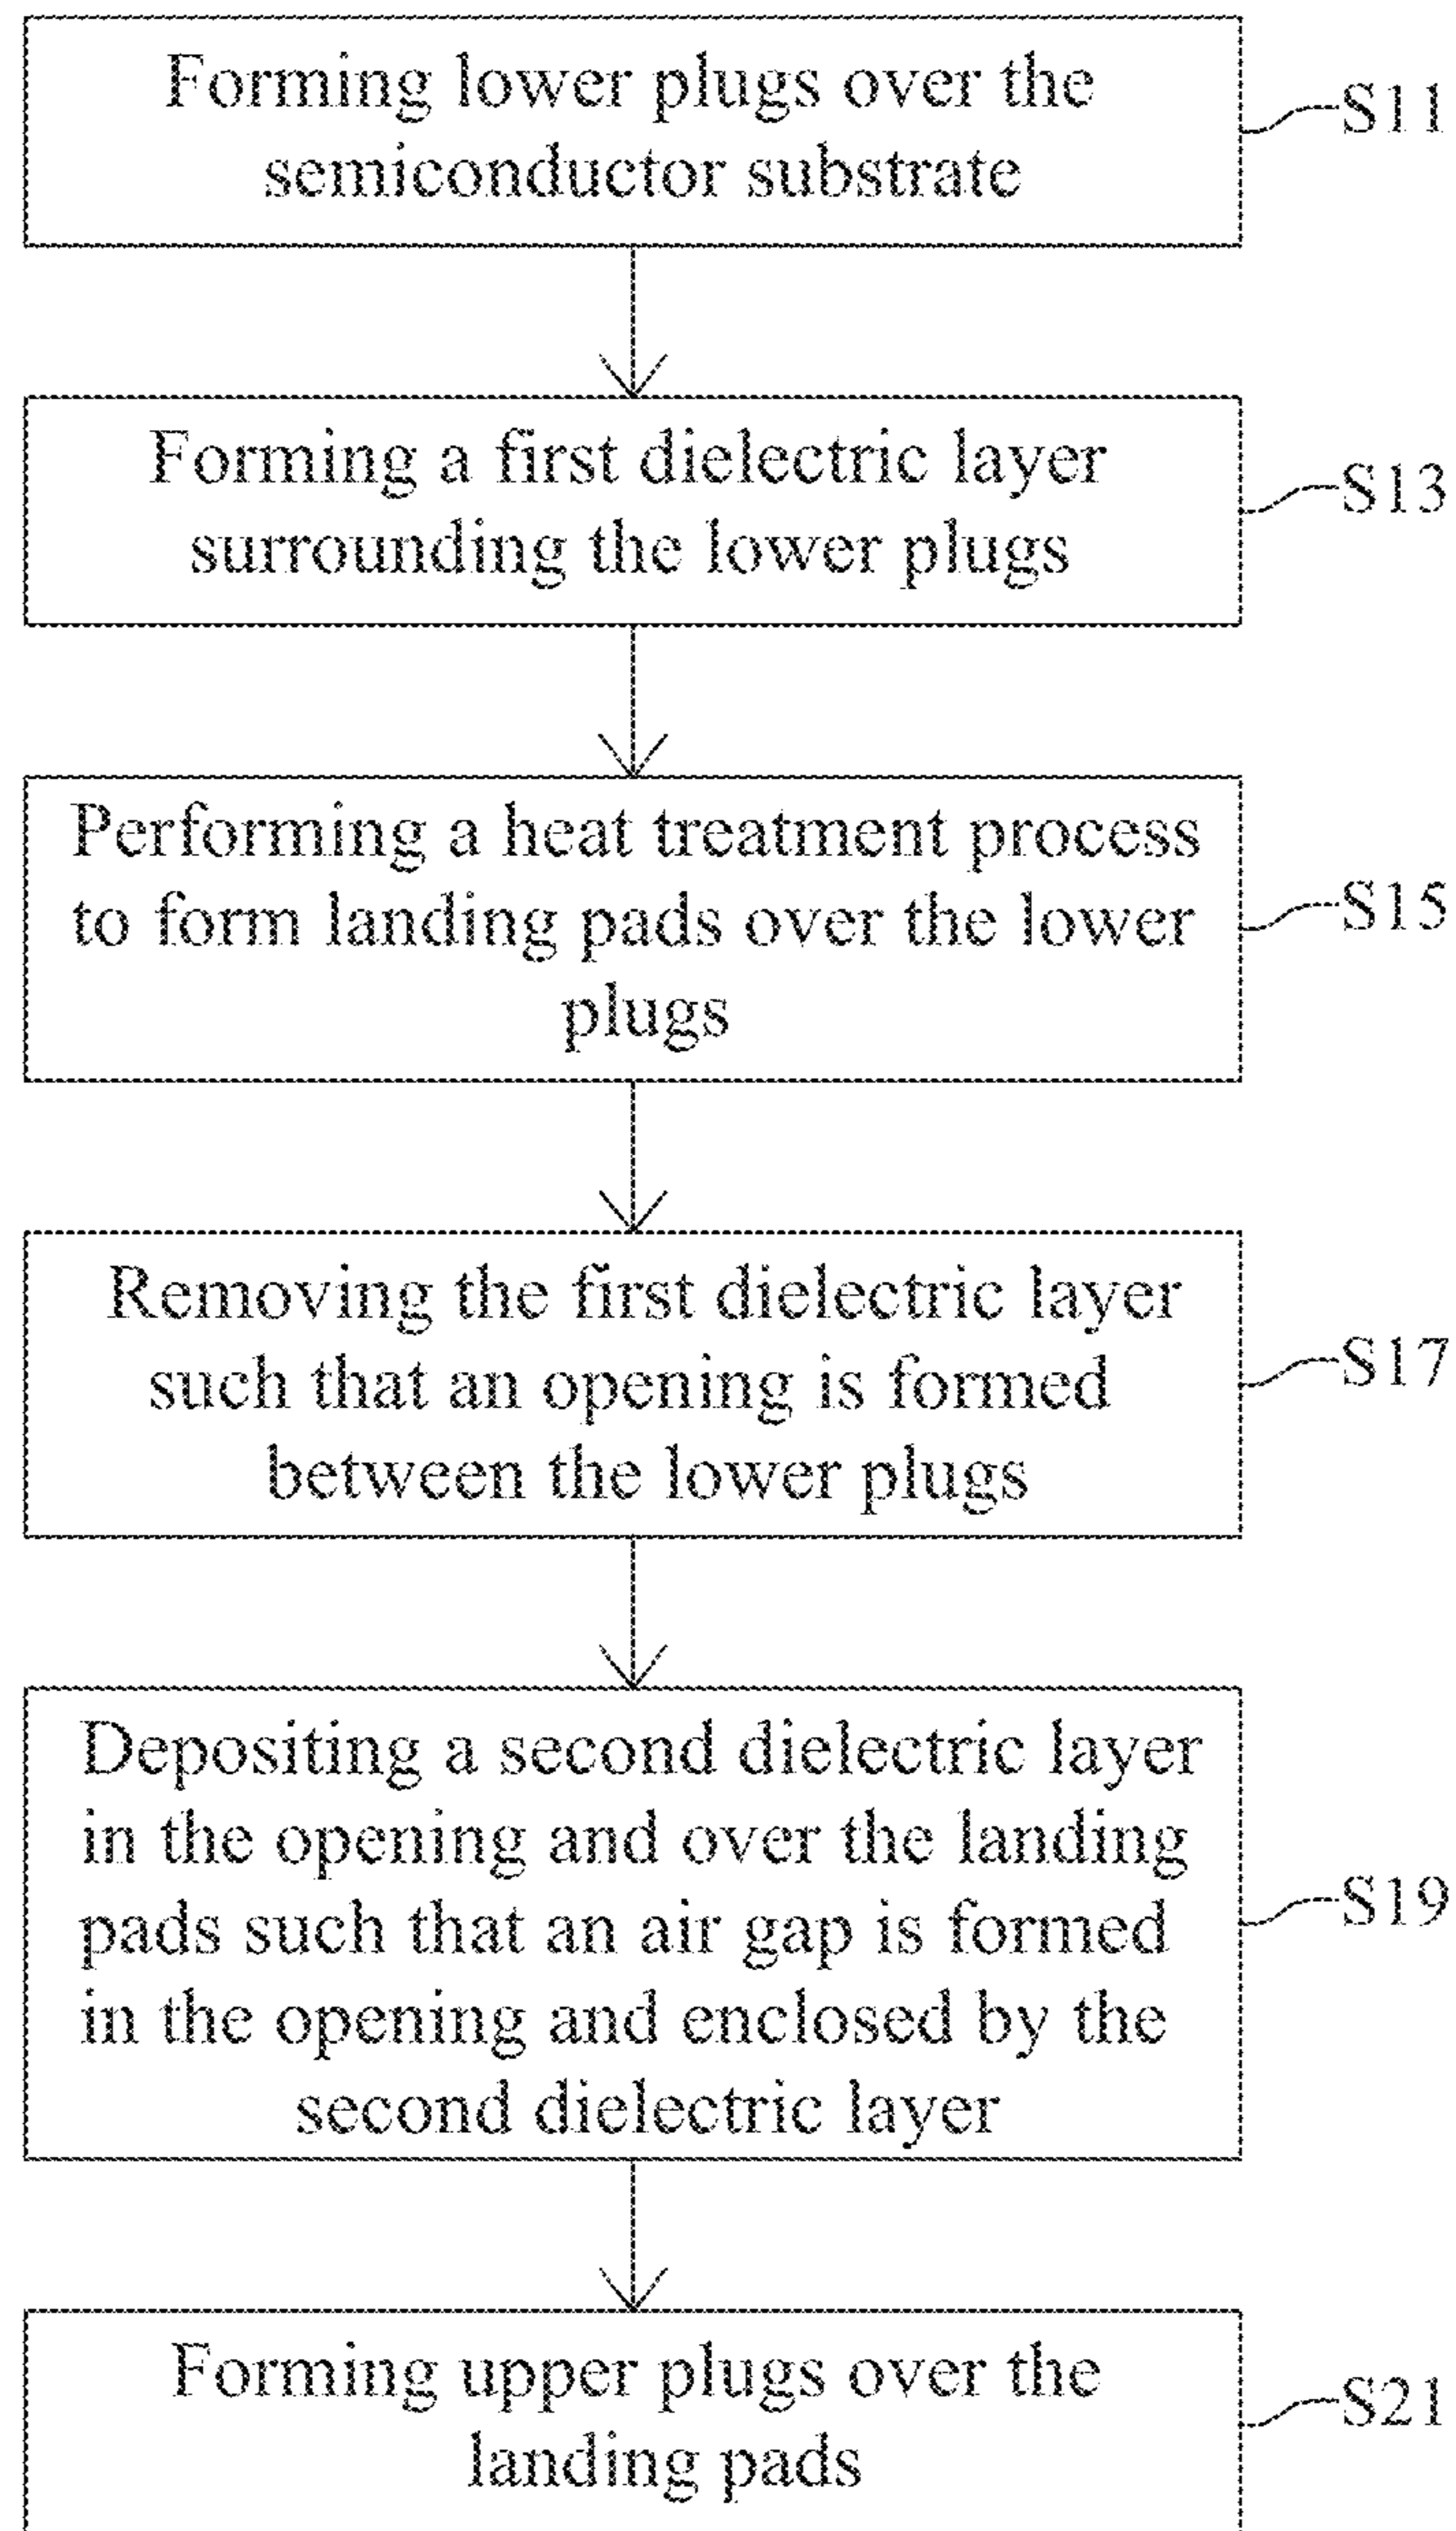 Forming lower plugs over the
semiconductor substrate
S11
Forming a first dielectric layer
surrounding the lower plugs
S13
Performing a heat treatment process
to form landing pads over the lower
plugs
S15
Removing the first dielectric layer
such that an opening is formed
between the lower plugs
S17
Depositing a second dielectric layer
in the opening and over the landing
pads such that an air gap is formed
in the opening and enclosed by the
second dielectric layer
S19
Forming upper plugs over the
landing pads
S21